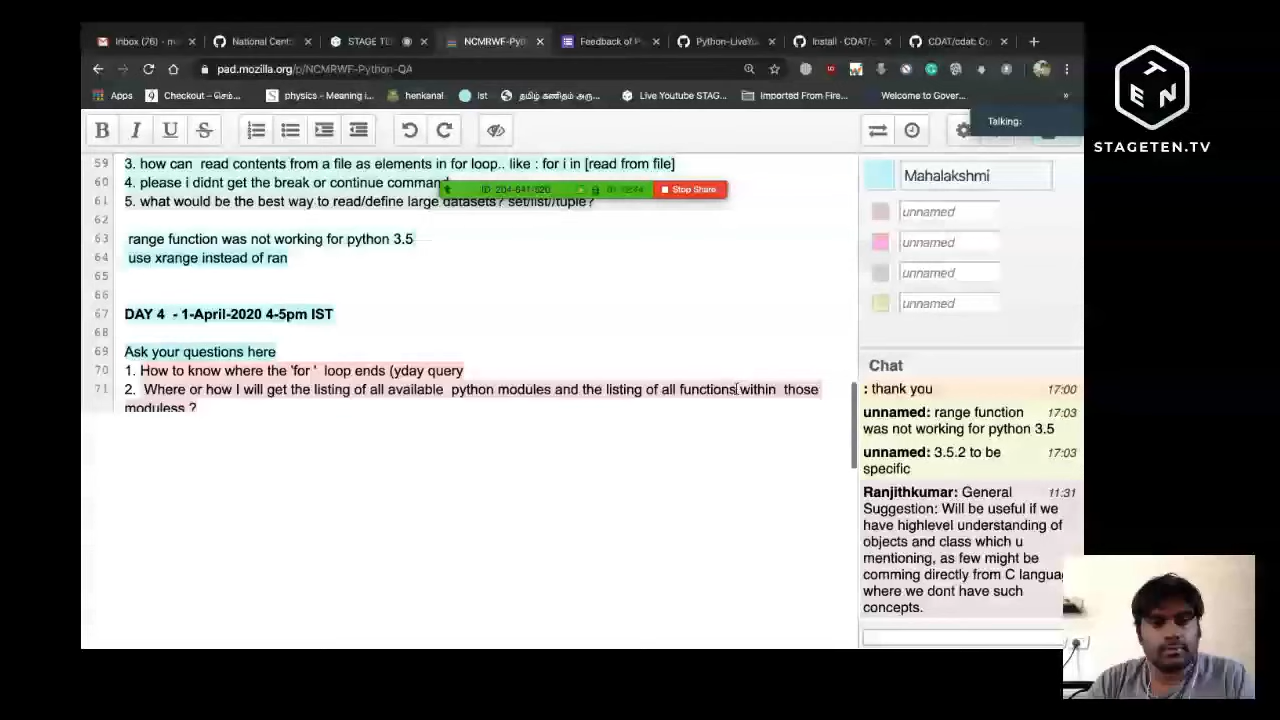 Inbox (76) - m
National Cent
STAGE TE
NCMRWF-Pyt
Feedback of P
Python-LiveYu
Install · CDAT/c
CDAT/cdat: C
pad.mozilla.org/p/NCMRWF-Python-QA
Apps
Checkout – செம்...
physics – Meaning i...
henkanal
Ist
தமிழ் கணிதம் அரு...
Live Youtube STAG...
Imported From Fire...
Welcome to Gover...
»
Talking:
STAGETEN.TV
T
E N
B I U S
59 3. how can read contents from a file as elements in for loop.. like : for i in [read from file]
60 4. please i didnt get the break or continue command
ID: 204-641-520
Stop Share
61 5. what would be the best way to read/define large datasets? set/list//tuple?
62
63 range function was not working for python 3.5
64 use xrange instead of ran
65
66
67 DAY 4 - 1-April-2020 4-5pm IST
68
69 Ask your questions here
70 1. How to know where the 'for ' loop ends (yday query
71 2. Where or how I will get the listing of all available python modules and the listing of all functions within those
moduless ?
Mahalakshmi
unnamed
unnamed
unnamed
unnamed
Chat
: thank you 17:00
unnamed: range function 17:03
was not working for python 3.5
unnamed: 3.5.2 to be 17:03
specific
Ranjithkumar: General 11:31
Suggestion: Will be useful if we
have highlevel understanding of
objects and class which u
mentioning, as few might be
comming directly from C langua
where we dont have such
concepts.